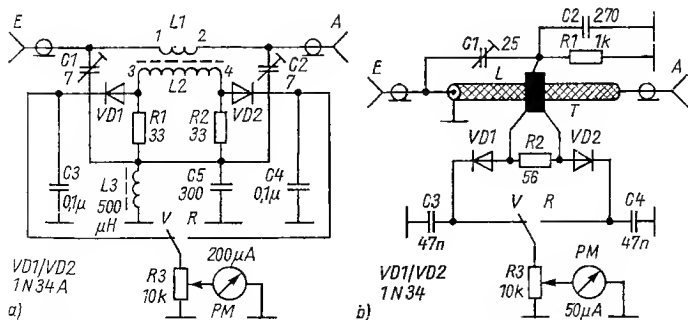 E
L1
A
1
2
C1
7
3
4
C2
7
L2
VD1
R1
33
R2
33
VD2
C3
0,1µ
L3
500
µH
C5
300
C4
0,1µ
V
R
200µA
R3
10k
PM
VD1/VD2
1N34A
a)
C2
270
C1
25
R1
1k
E
L
A
T
VD1
R2
56
VD2
C3
47n
V
R
C4
47n
VD1/VD2
1N34
R3
10k
PM
50µA
b)